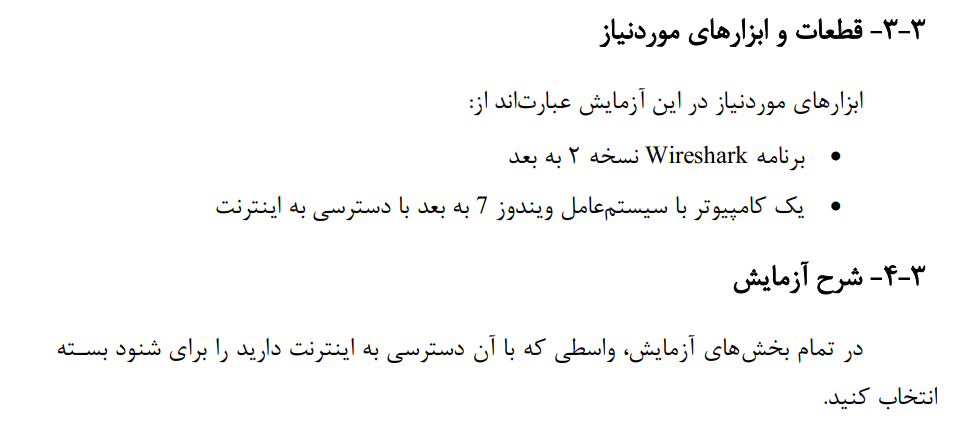 ۳-۳- قطعات و ابزارهای موردنیاز
ابزارهای موردنیاز در این آزمایش عبارت‌اند از:
• برنامه Wireshark نسخه ۲ به بعد
• یک کامپیوتر با سیستم‌عامل ویندوز 7 به بعد با دسترسی به اینترنت
۳-۴- شرح آزمایش
در تمام بخش‌های آزمایش، واسطی که با آن دسترسی به اینترنت دارید را برای شنود بسته
انتخاب کنید.